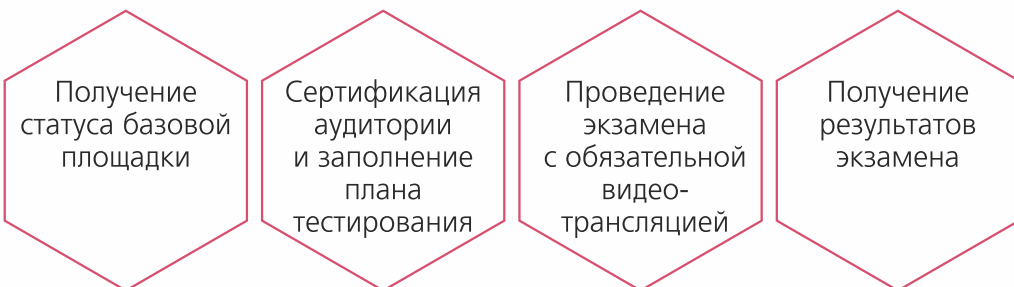 Получение
статуса базовой
площадки
Сертификация
аудитории
и заполнение
плана
тестирования
Проведение
экзамена
с обязательной
видео-
трансляцией
Получение
результатов
экзамена